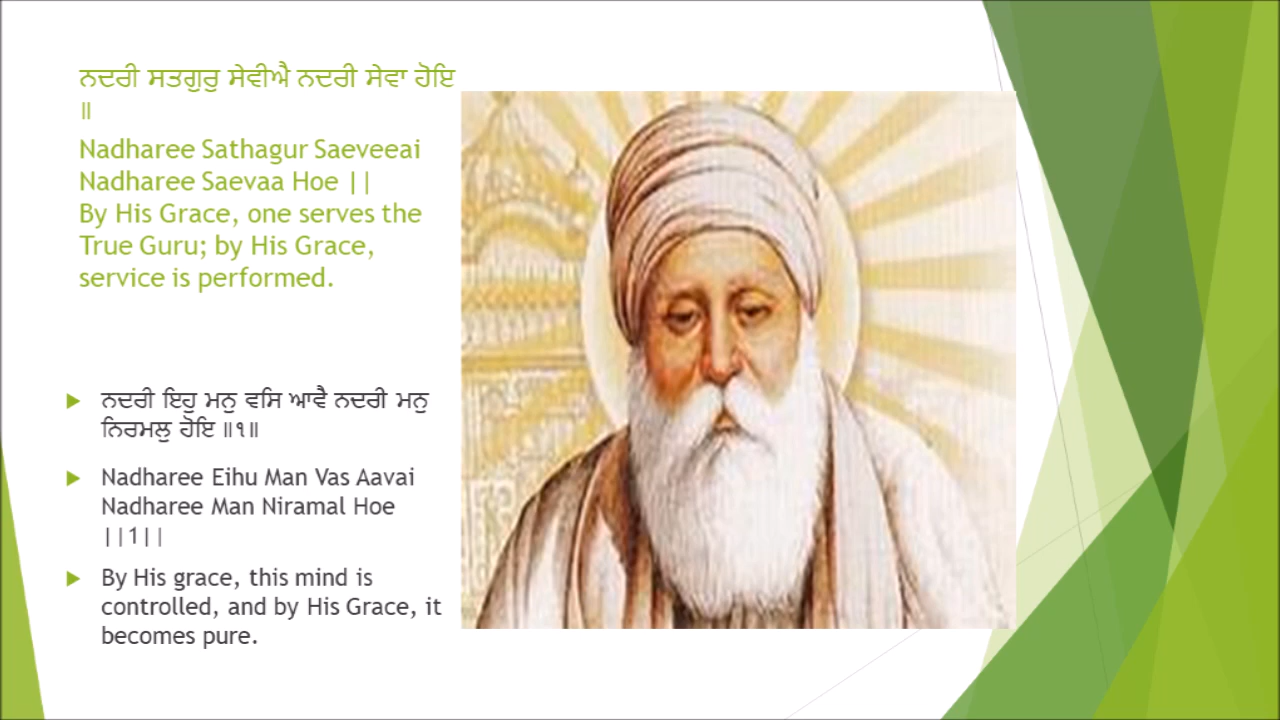 ਨਦਰੀ ਸਤਗੁਰੁ ਸੇਵੀਐ ਨਦਰੀ ਸੇਵਾ ਹੋਇ
॥
Nadharee Sathagur Saeveeai
Nadharee Saevaa Hoe ||
By His Grace, one serves the
True Guru; by His Grace,
service is performed.
ਨਦਰੀ ਇਹੁ ਮਨੁ ਵਸਿ ਆਵੈ ਨਦਰੀ ਮਨੁ
ਨਿਰਮਲੁ ਹੋਇ ॥੧॥
Nadharee Eihu Man Vas Aavai
Nadharee Man Niramal Hoe
||1||
By His grace, this mind is
controlled, and by His Grace, it
becomes pure.